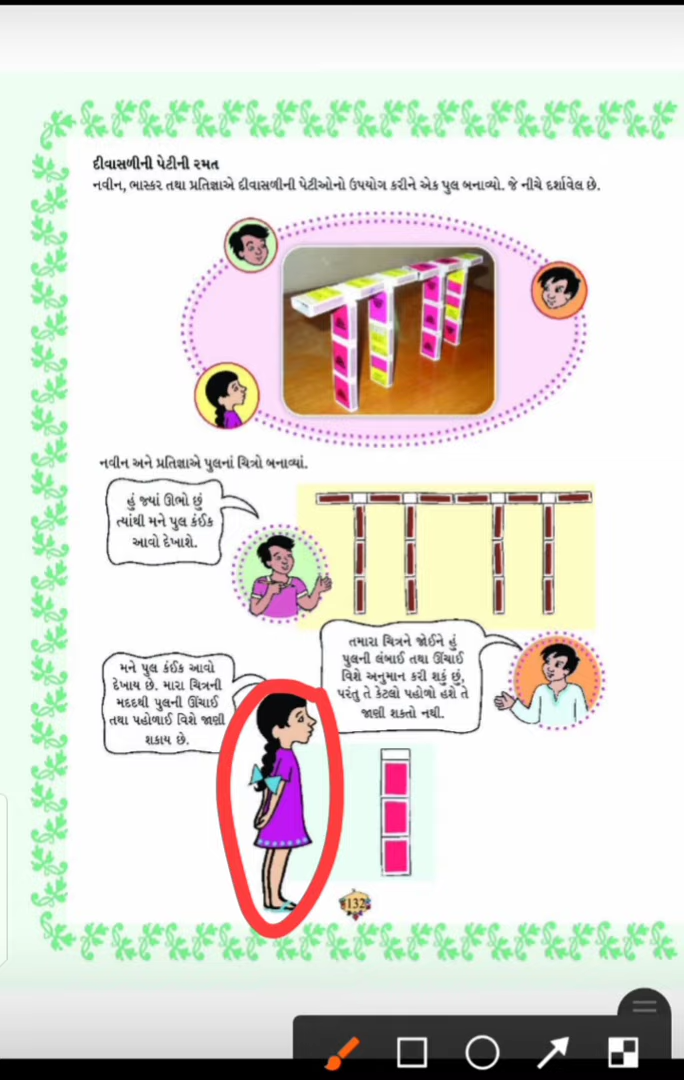 દીવાસળીની પેટીની રમત
નવીન, ભાસ્કર તથા પ્રતિજ્ઞાએ દીવાસળીની પેટીઓનો ઉપયોગ કરીને એક પુલ બનાવ્યો. જે નીચે દર્શાવેલ છે.
નવીન અને પ્રતિજ્ઞાએ પુલનાં ચિત્રો બનાવ્યાં.
હું જ્યાં ઊભો છું
ત્યાંથી મને પુલ કંઈક
આવો દેખાશે.
તમારા ચિત્રને જોઈને હું
પુલની લંબાઈ તથા ઊંચાઈ
વિશે અનુમાન કરી શકું છું,
પરંતુ તે કેટલો પહોળો હશે તે
જાણી શક્તો નથી.
મને પુલ કંઈક આવો
દેખાય છે. મારા ચિત્રની
મદદથી પુલની ઊંચાઈ
તથા પહોળાઈ વિશે જાણી
શકાય છે.
132